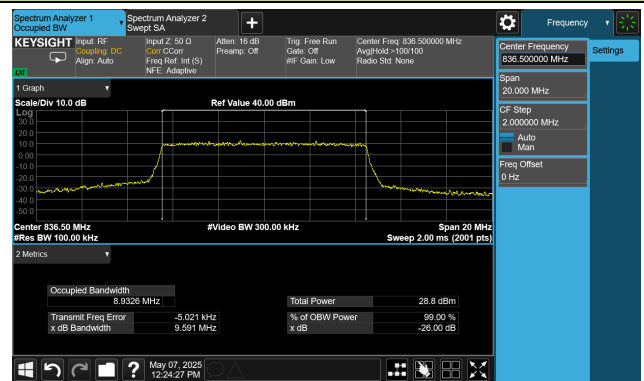 Spectrum Analyzer 1
Occupied BW
Spectrum Analyzer 2
Swept SA
Frequency
KEYSIGHT
Input: RF
Coupling: DC
Align: Auto
Input Z: 50 Ω
Corr CCorr
Freq Ref: Int (S)
NFE: Adaptive
Atten: 16 dB
Preamp: Off
Trig: Free Run
Gate: Off
#IF Gain: Low
Center Freq: 836.500000 MHz
Avg|Hold:>100/100
Radio Std: None
LXI
Center Frequency
836.500000 MHz
Settings
Span
20.000 MHz
CF Step
2.000000 MHz
Auto
Man
Freq Offset
0 Hz
1 Graph
Scale/Div 10.0 dB
Ref Value 40.00 dBm
Log
30.0
20.0
10.0
0.00
-10.0
-20.0
-30.0
-40.0
-50.0
Center 836.50 MHz
#Video BW 300.00 kHz
Span 20 MHz
#Res BW 100.00 kHz
Sweep 2.00 ms (2001 pts)
2 Metrics
Occupied Bandwidth
8.9326 MHz
Total Power
28.8 dBm
Transmit Freq Error
-5.021 kHz
% of OBW Power
99.00 %
x dB Bandwidth
9.591 MHz
x dB
-26.00 dB
May 07, 2025
12:24:27 PM